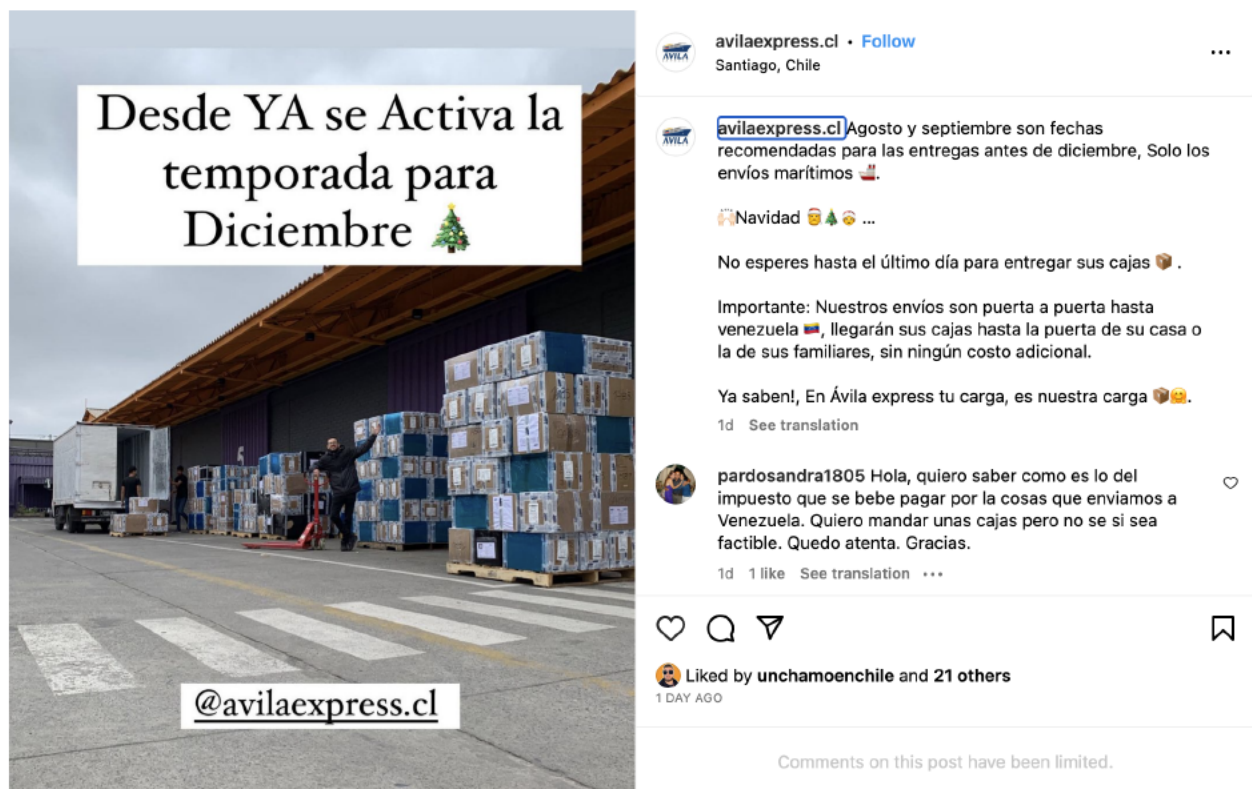 Desde YA se Activa la
temporada para
Diciembre 🎄
@avilaexpress.cl
avilaexpress.cl • Follow
Santiago, Chile
AVILA
AVILA
avilaexpress.cl Agosto y septiembre son fechas
recomendadas para las entregas antes de diciembre, Solo los
envíos marítimos 🚢.
🙌🏻Navidad 🎅🎄🤶 ...
No esperes hasta el último día para entregar sus cajas 📦 .
Importante: Nuestros envíos son puerta a puerta hasta
venezuela 🇻🇪, llegarán sus cajas hasta la puerta de su casa o
la de sus familiares, sin ningún costo adicional.
Ya saben!, En Ávila express tu carga, es nuestra carga 📦🤗.
1d See translation
pardosandra1805 Hola, quiero saber como es lo del
impuesto que se bebe pagar por la cosas que enviamos a
Venezuela. Quiero mandar unas cajas pero no se si sea
factible. Quedo atenta. Gracias.
1d 1 like See translation •••
Liked by unchamoenchile and 21 others
1 DAY AGO
Comments on this post have been limited.